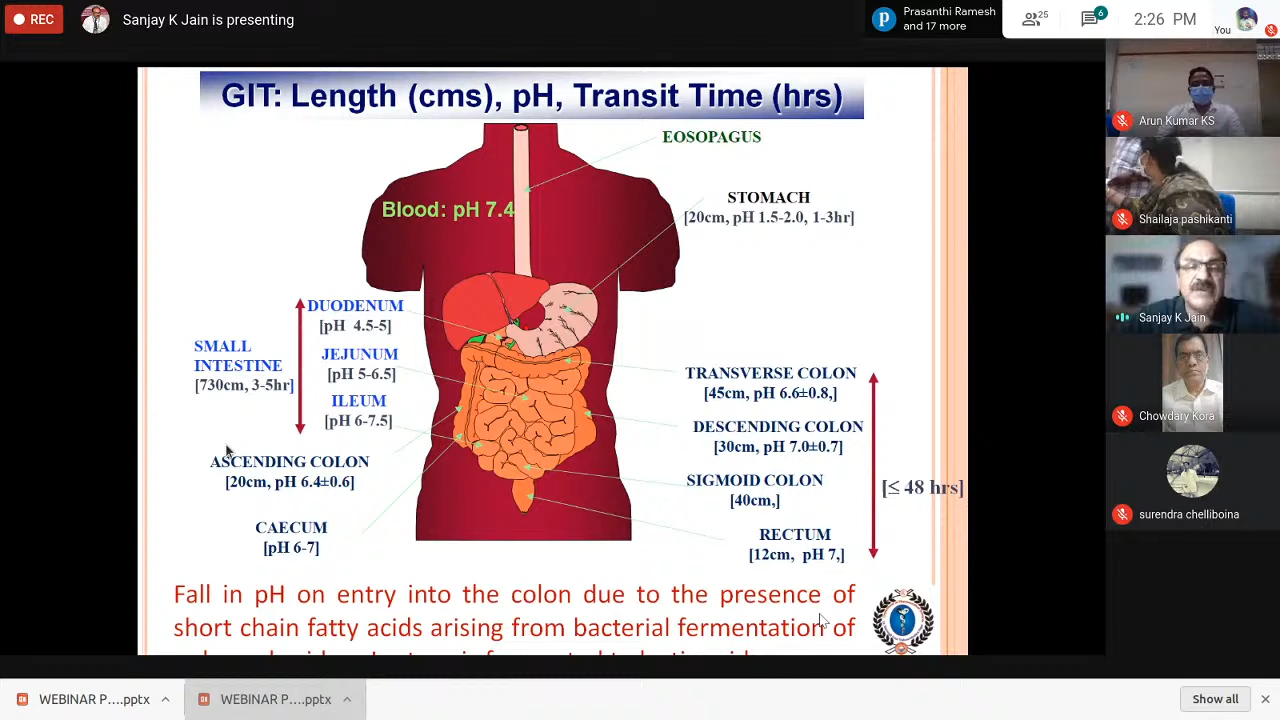 REC
Sanjay K Jain is presenting
P
Prasanthi Ramesh
and 17 more
25
6
2:26 PM
You
GIT: Length (cms), pH, Transit Time (hrs)
EOSOPAGUS
Blood: pH 7.4
STOMACH
[20cm, pH 1.5-2.0, 1-3hr]
DUODENUM
[pH 4.5-5]
SMALL
INTESTINE
[730cm, 3-5hr]
JEJUNUM
[pH 5-6.5]
ILEUM
[pH 6-7.5]
ASCENDING COLON
[20cm, pH 6.4±0.6]
CAECUM
[pH 6-7]
TRANSVERSE COLON
[45cm, pH 6.6±0.8,]
DESCENDING COLON
[30cm, pH 7.0±0.7]
SIGMOID COLON
[40cm,]
RECTUM
[12cm, pH 7,]
[≤ 48 hrs]
Fall in pH on entry into the colon due to the presence of
short chain fatty acids arising from bacterial fermentation of
Arun Kumar KS
Shailaja pashikanti
Sanjay K Jain
Chowdary Kora
surendra chelliboina
WEBINAR P....pptx
WEBINAR P....pptx
Show all